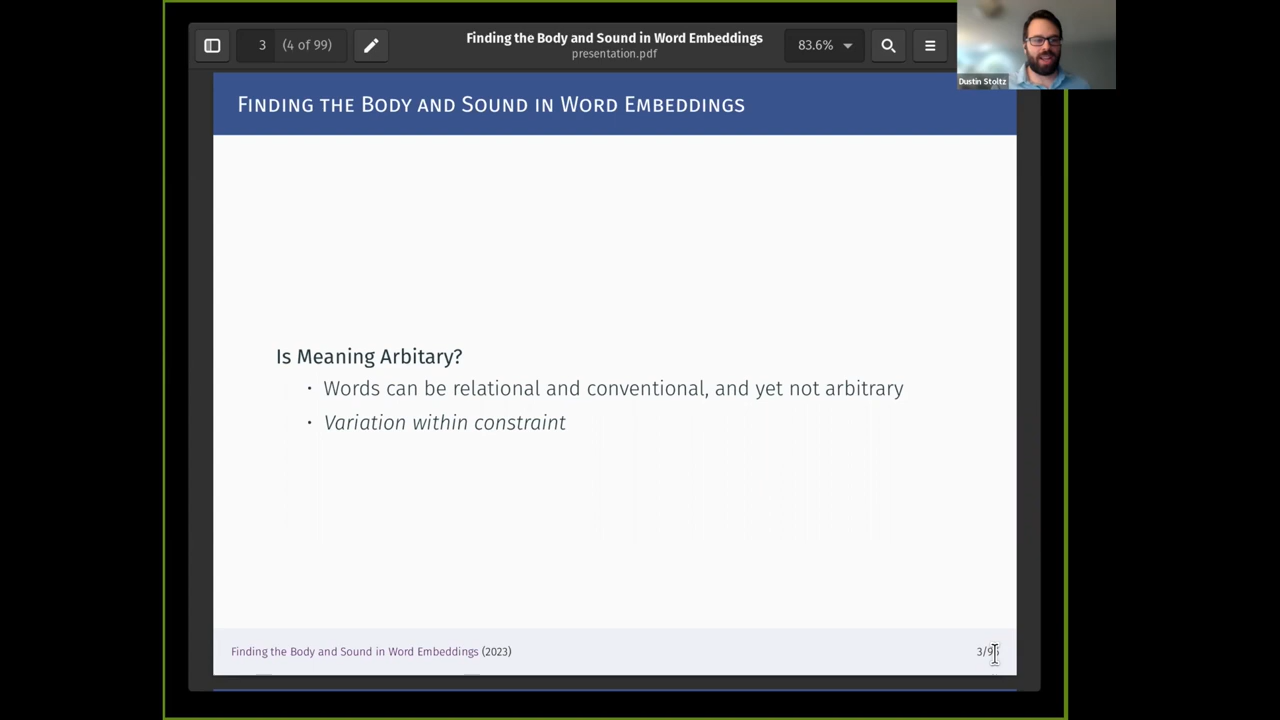 3 (4 of 99)
Finding the Body and Sound in Word Embeddings
presentation.pdf
83.6%
Dustin Stoltz
Finding the Body and Sound in Word Embeddings
Is Meaning Arbitary?
• Words can be relational and conventional, and yet not arbitrary
• Variation within constraint
Finding the Body and Sound in Word Embeddings (2023)